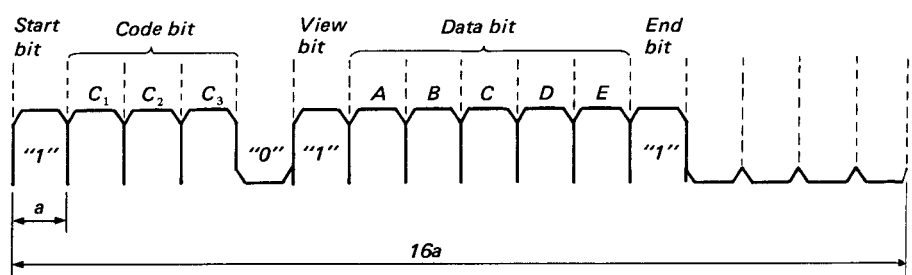 Start bit
Code bit
View bit
Data bit
End bit
C₁ C₂ C₃ A B C D E
"1" "0" "1" "1"
a
16a